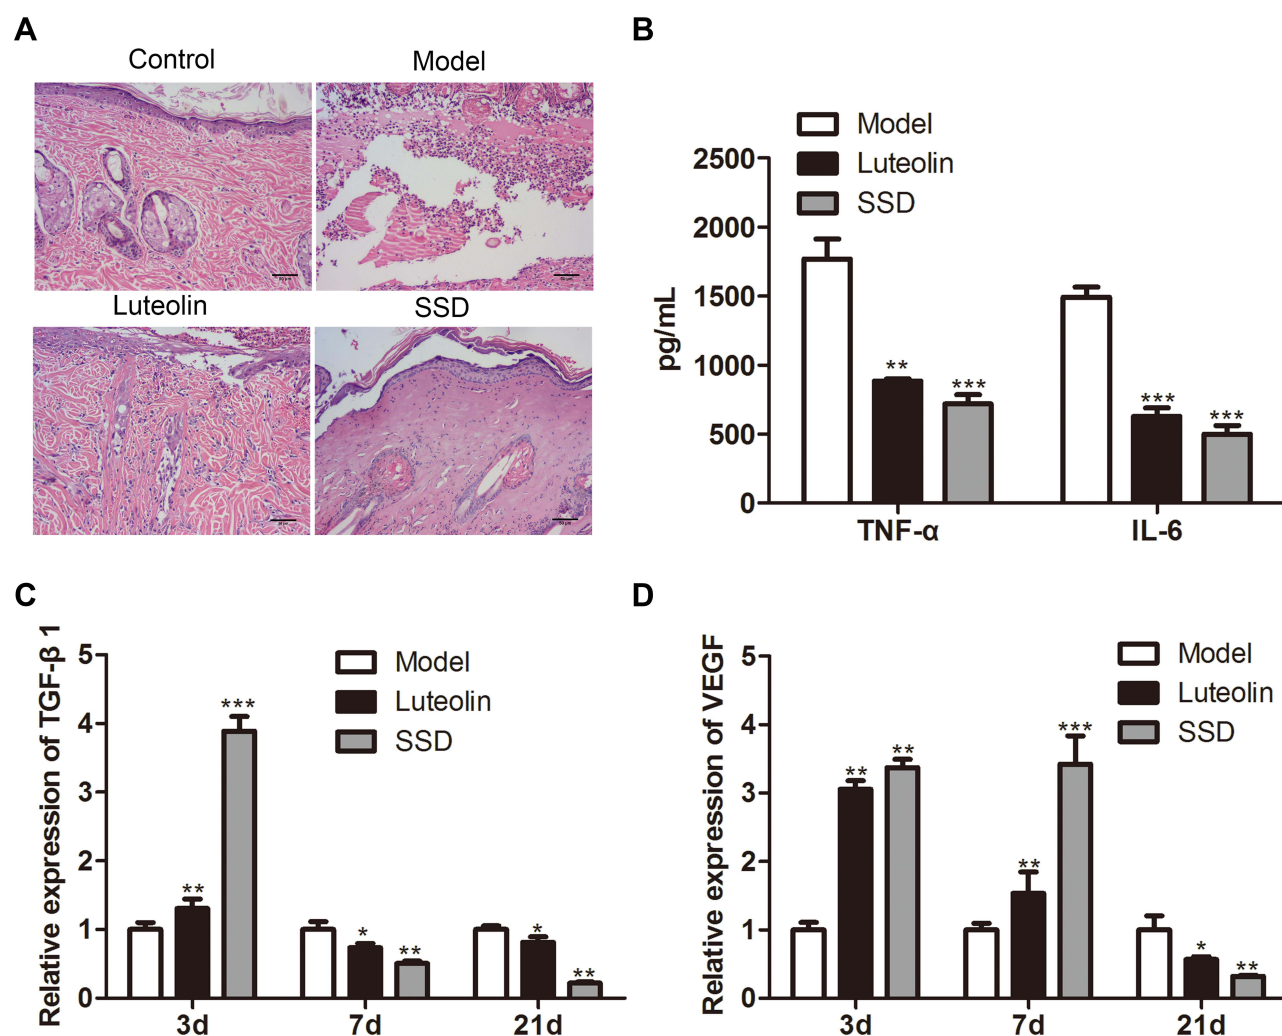 A
Control
Model
Luteolin
SSD
B
Model
Luteolin
SSD
pg/mL
2500
2000
1500
1000
500
0
**
***
***
***
TNF-α
IL-6
C
Relative expression of TGF-β 1
Model
Luteolin
SSD
5
4
3
2
1
0
**
***
*
**
*
**
3d
7d
21d
D
Relative expression of VEGF
Model
Luteolin
SSD
5
4
3
2
1
0
**
**
**
***
*
**
3d
7d
21d